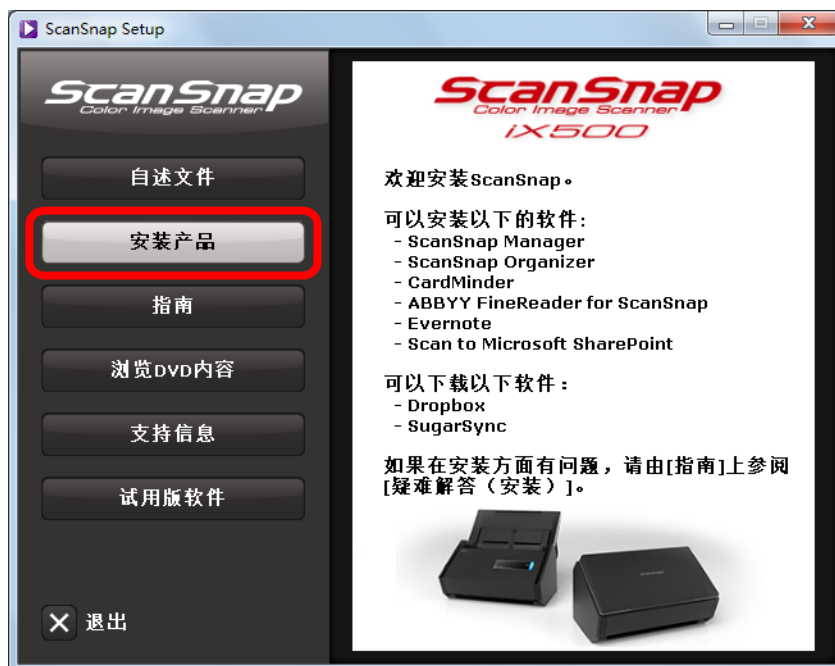 ScanSnap Setup
ScanSnap
Color Image Scanner
自述文件
安装产品
指南
浏览DVD内容
支持信息
试用版软件
退出
ScanSnap
Color Image Scanner
iX500
欢迎安装ScanSnap。
可以安装以下的软件:
- ScanSnap Manager
- ScanSnap Organizer
- CardMinder
- ABBYY FineReader for ScanSnap
- Evernote
- Scan to Microsoft SharePoint
可以下载以下软件：
- Dropbox
- SugarSync
如果在安装方面有问题，请由[指南]上参阅
[疑难解答（安装）]。